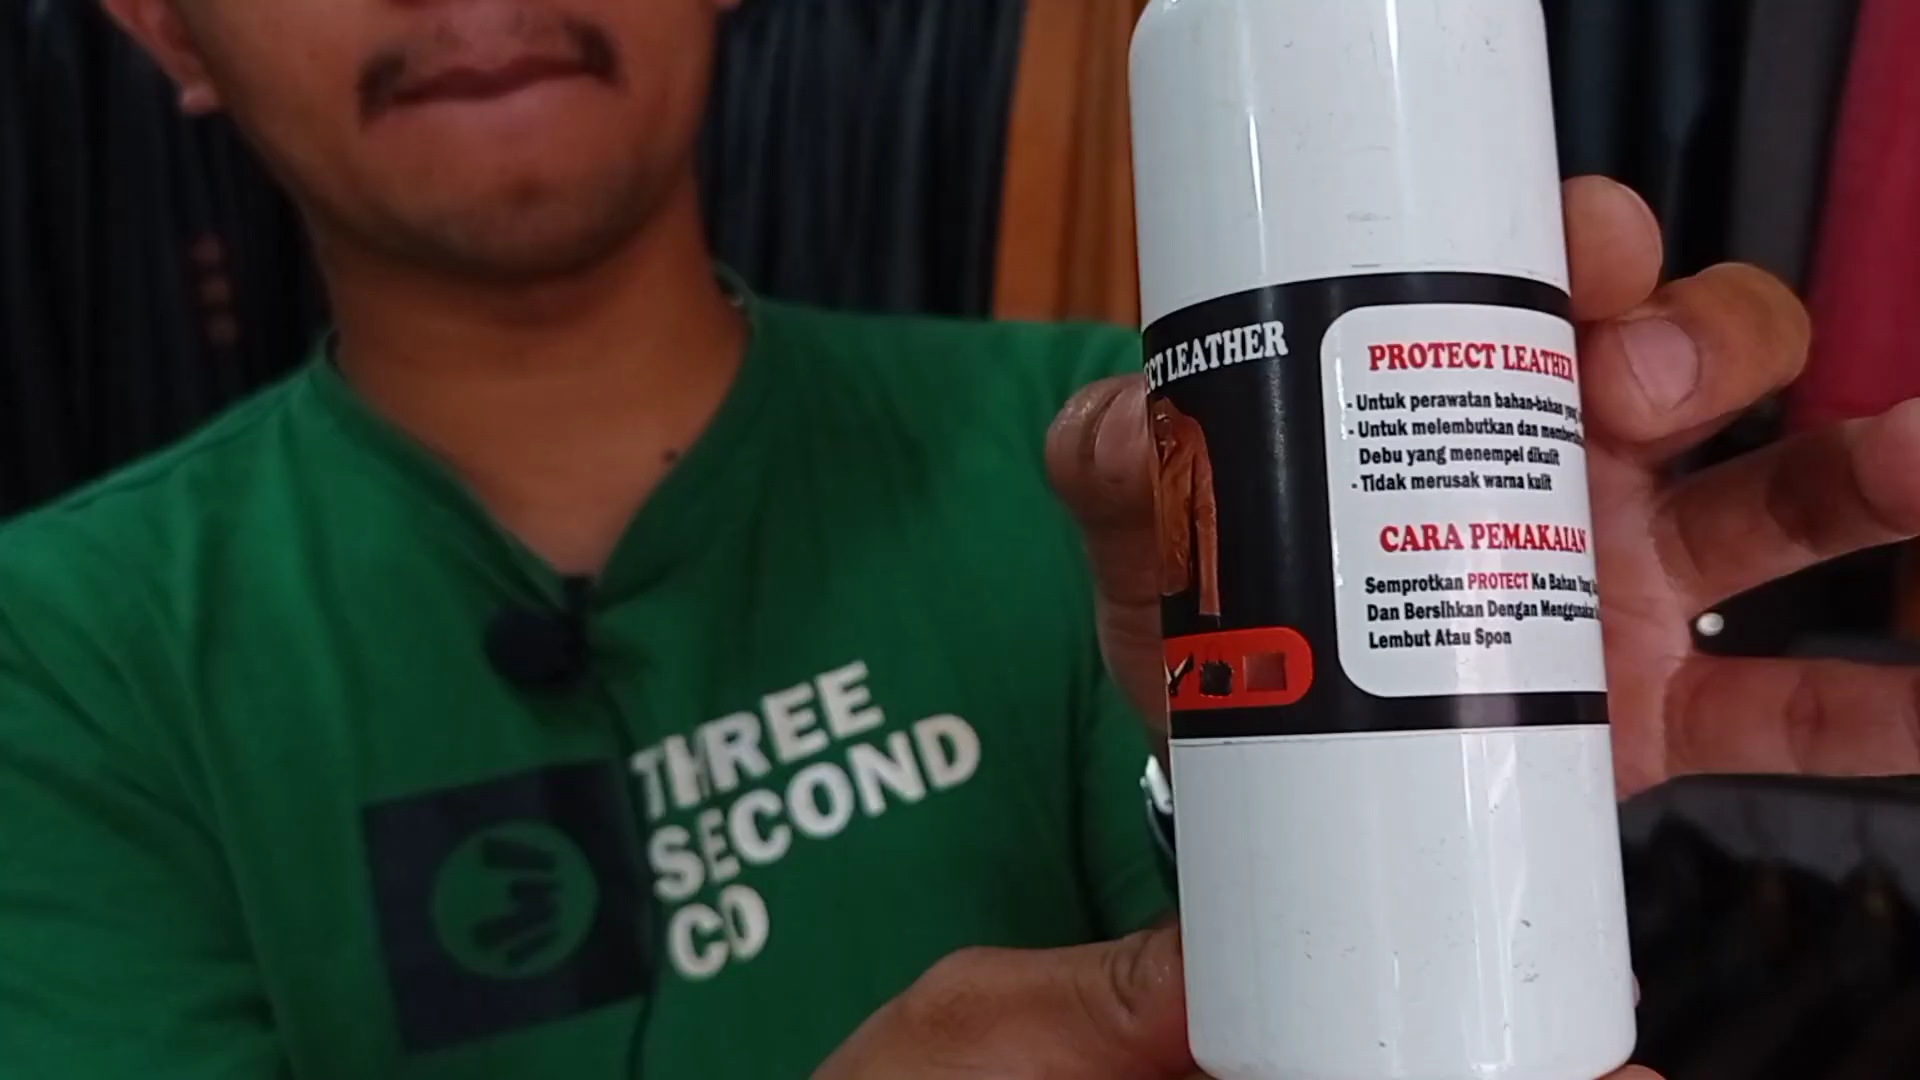 THREE
SECOND
CO
LEATHER
PROTECT LEATHER
- Untuk perawatan bahan-bahan yang
- Untuk melembutkan dan
Debu yang menempel dikulit
- Tidak merusak warna kulit
CARA PEMAKAIAN
Semprotkan PROTECT Ke Bahan Yang
Dan Bersihkan Dengan Menggunakan
Lembut Atau Spon